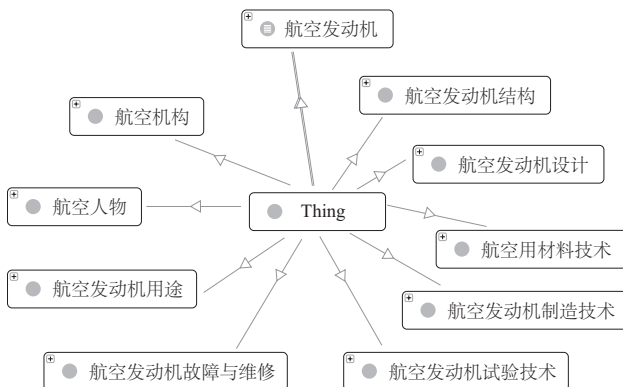 航空发动机
航空发动机结构
航空机构
航空发动机设计
航空人物
Thing
航空用材料技术
航空发动机用途
航空发动机制造技术
航空发动机故障与维修
航空发动机试验技术